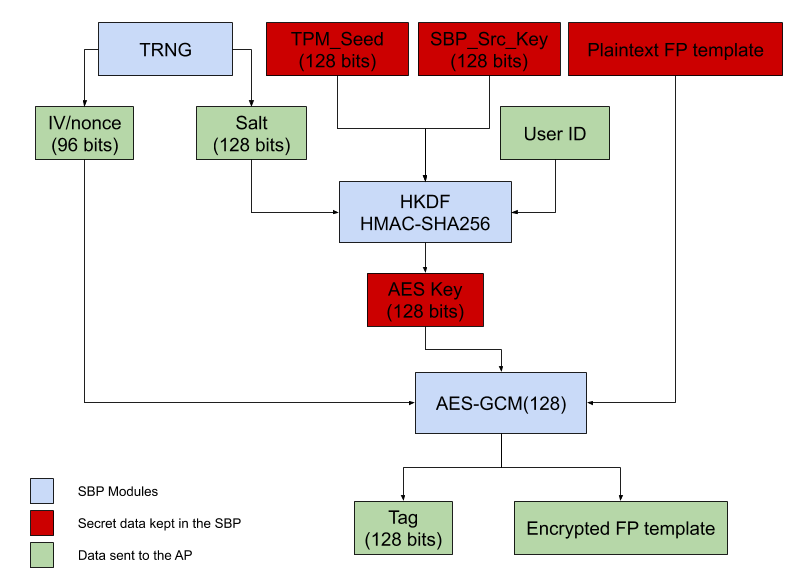 TRNG
TPM_Seed
(128 bits)
SBP_Src_Key
(128 bits)
Plaintext FP template
IV/nonce
(96 bits)
Salt
(128 bits)
User ID
HKDF
HMAC-SHA256
AES Key
(128 bits)
AES-GCM(128)
Tag
(128 bits)
Encrypted FP template
SBP Modules
Secret data kept in the SBP
Data sent to the AP